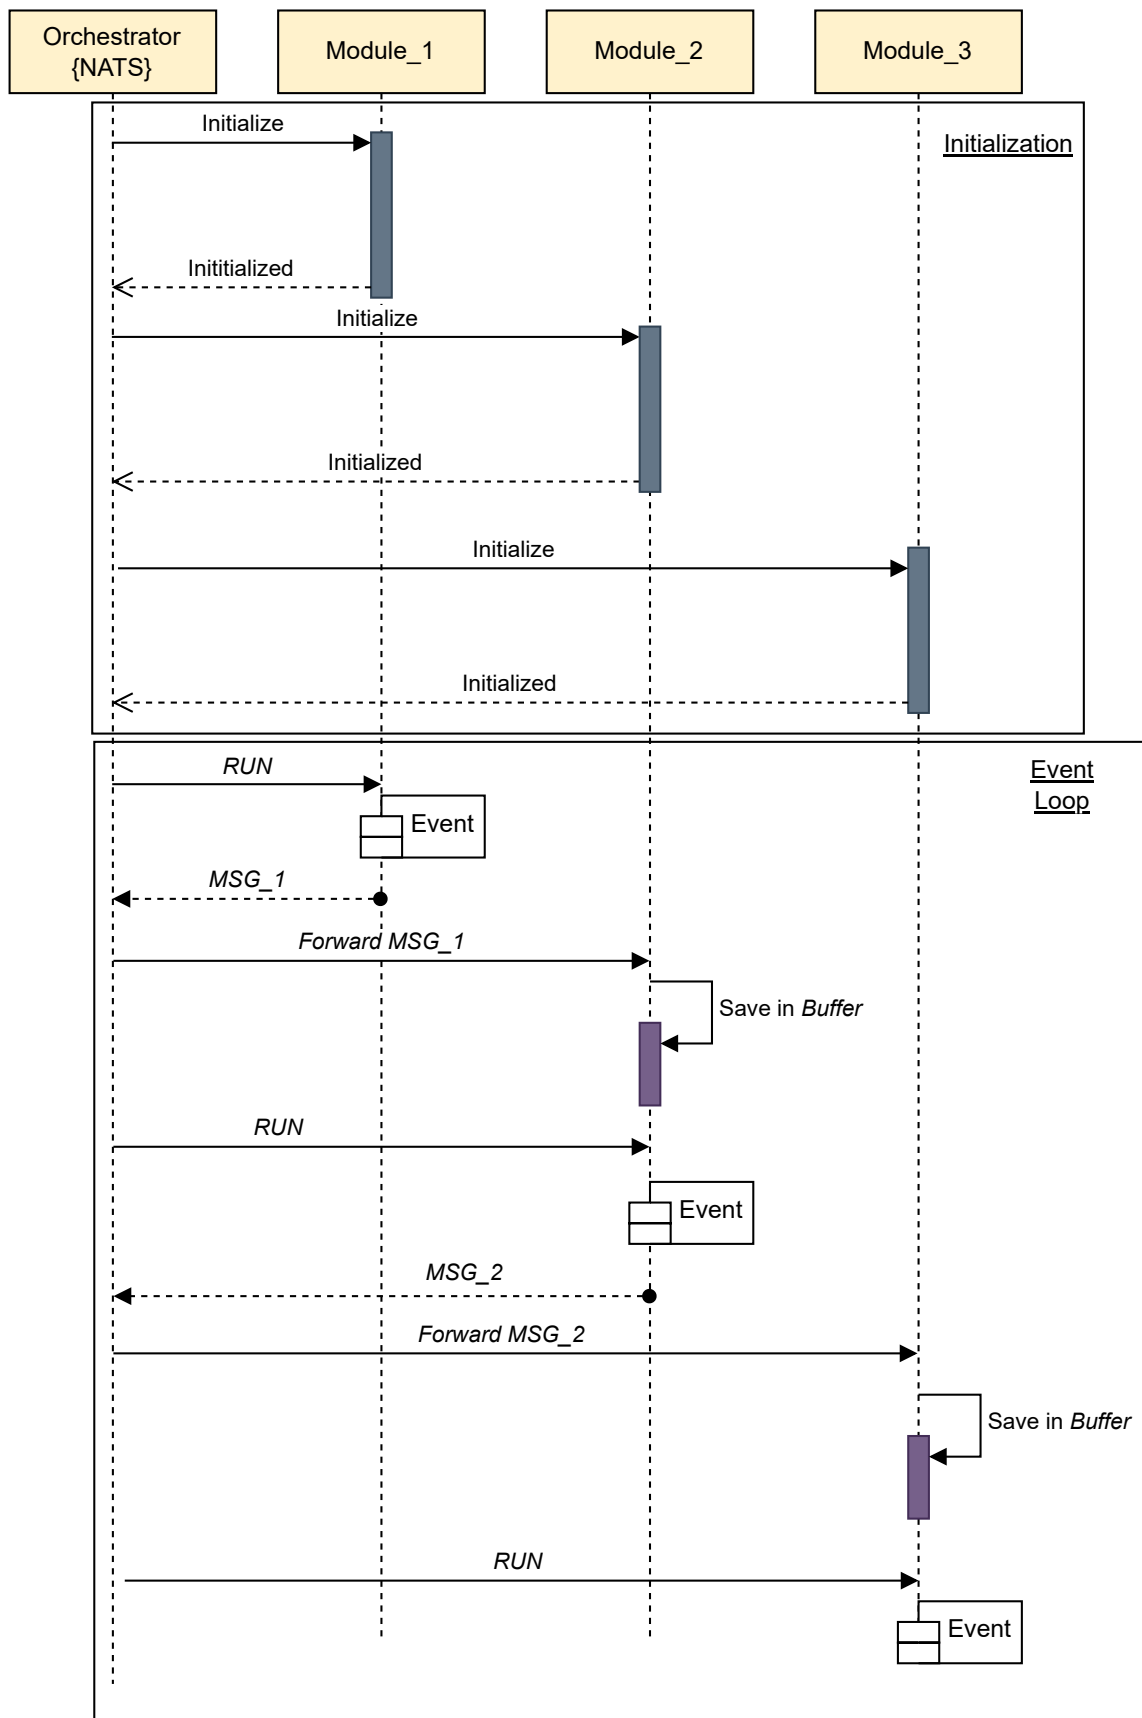 Orchestrator
{NATS}
Module_1
Module_2
Module_3
Initialize
Initialization
Inititialized
Initialize
Initialized
Initialize
Initialized
RUN
Event
Loop
Event
MSG_1
Forward MSG_1
Save in Buffer
RUN
Event
MSG_2
Forward MSG_2
Save in Buffer
RUN
Event